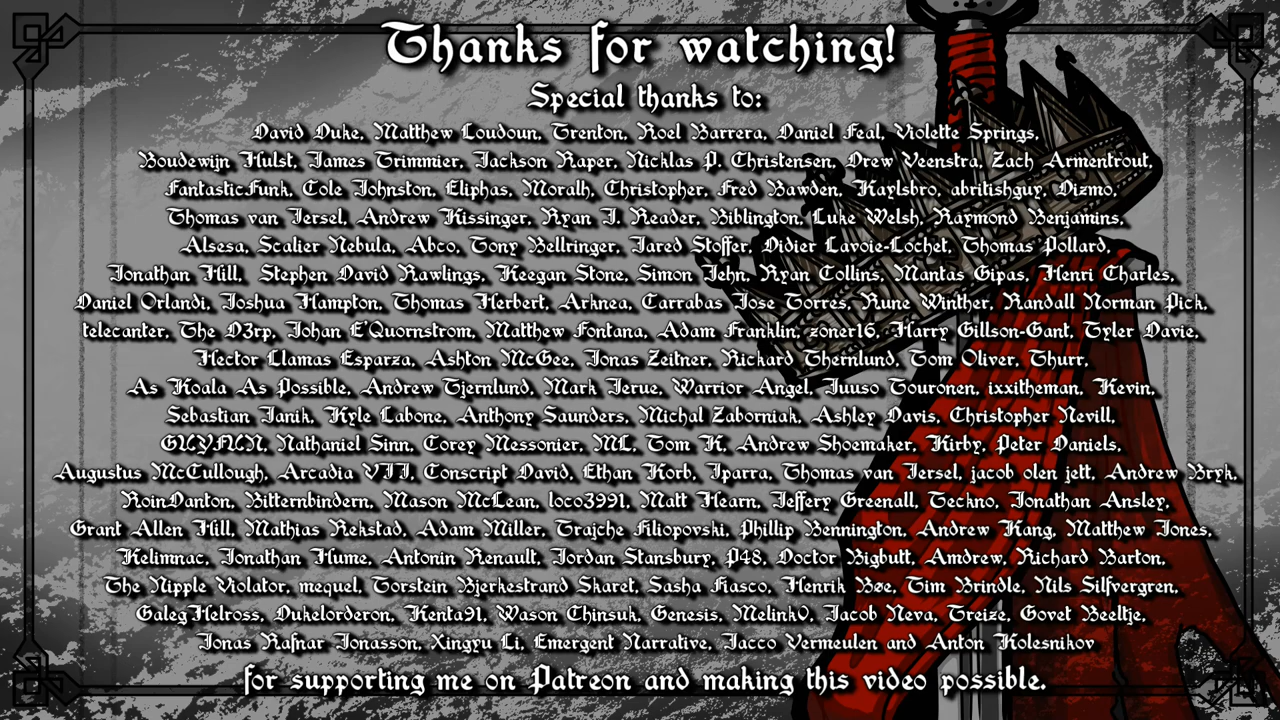 Thanks for watching!
Special thanks to:
David Duke, Matthew Loudoun, Trenton, Roel Barrera, Daniel Feal, Violette Springs,
Boudewijn Hulst, James Trimmier, Jackson Raper, Nicklas P. Christensen, Drew Veenstra, Zach Armentrout,
FantasticFunk, Cole Johnston, Eliphas, Moralh, Christopher, Fred Bawden, Kaylsbro, abritishguy, Dizmo,
Thomas van Iersel, Andrew Kissinger, Ryan J. Reader, Biblington, Luke Welsh, Raymond Benjamins,
Alsesa, Scalier Nebula, Abco, Tony Bellringer, Jared Stoffer, Didier Lavoie-Lochet, Thomas Pollard,
Jonathan Hill, Stephen David Rawlings, Keegan Stone, Simon Jehn, Ryan Collins, Mantas Gipas, Henri Charles,
Daniel Orlandi, Joshua Hampton, Thomas Herbert, Arknea, Carrabas Jose Torres, Rune Winther, Randall Norman Pick,
telecanter, The D3rp, Johan E'Quornstrom, Matthew Fontana, Adam Franklin, zoner16, Harry Gillson-Gant, Tyler Davie,
Hector Llamas Esparza, Ashton McGee, Jonas Zeitner, Rickard Thernlund, Tom Oliver, Thurr,
As Koala As Possible, Andrew Tjernlund, Mark Jerue, Warrior Angel, Juuso Touronen, ixxitheman, Kevin,
Sebastian Janik, Kyle Labone, Anthony Saunders, Michal Zaborniak, Ashley Davis, Christopher Nevill,
Nathaniel Sinn, Corey Messonier, ML, Tom K, Andrew Shoemaker, Kirby, Peter Daniels,
Augustus McCullough, Arcadia VII, Conscript David, Ethan Korb, Iparra, Thomas van Iersel, jacob olen jett, Andrew Bryk,
RoinDanton, Bitternbindern, Mason McLean, loco3991, Matt Hearn, Jeffery Greenall, Teckno, Jonathan Ansley,
Grant Allen Hill, Mathias Rekstad, Adam Miller, Trajche Filiopovski, Phillip Bennington, Andrew Kang, Matthew Jones,
Kelimnac, Jonathan Hume, Antonin Renault, Jordan Stansbury, P48, Doctor Bigbutt, Amdrew, Richard Barton,
The Nipple Violator, mequel, Torstein Bjerkestrand Skaret, Sasha Fiasco, Henrik Bøe, Tim Brindle, Nils Silfvergren,
GalegHelross, Dukelorderon, Kenta91, Wason Chinsuk, Genesis, Melink0, Jacob Neva, Treize, Govet Beeltje,
Jonas Rafnar Jonasson, Xingyu Li, Emergent Narrative, Jacco Vermeulen and Anton Kolesnikov
for supporting me on Patreon and making this video possible.